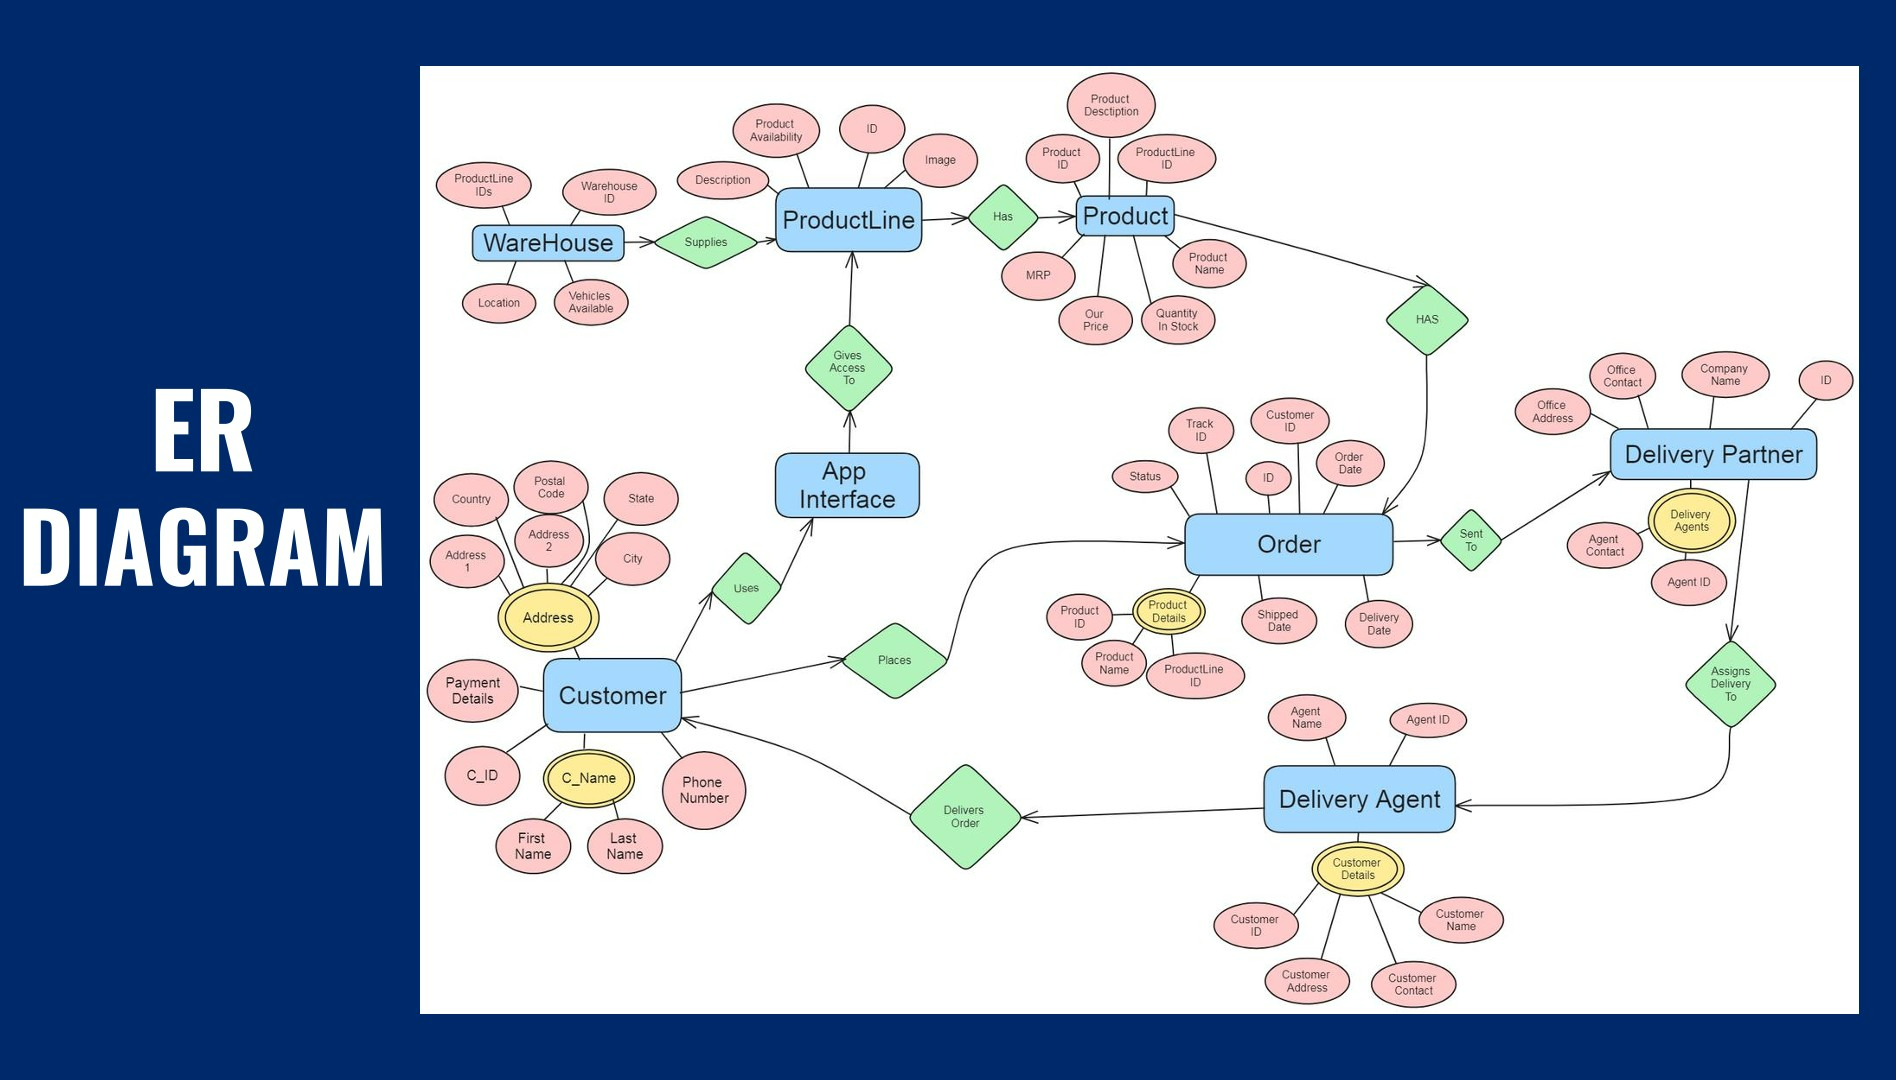 ER
DIAGRAM
Product
Desctiption
Product
Availability
ID
Image
Description
Product
ID
ProductLine
ID
ProductLine
IDs
Warehouse
ID
WareHouse
Supplies
ProductLine
Has
Product
Location
Vehicles
Available
MRP
Product
Name
Our
Price
Quantity
In Stock
HAS
Gives
Access
To
Office
Contact
Company
Name
ID
Office
Address
Delivery Partner
Delivery
Agents
Agent
Contact
Agent ID
App
Interface
Track
ID
Customer
ID
Order
Date
Status
ID
Order
Sent
To
Country
Postal
Code
State
Address
1
Address
2
City
Address
Uses
Places
Product
ID
Product
Details
Product
Name
ProductLine
ID
Shipped
Date
Delivery
Date
Assigns
Delivery
To
Payment
Details
Customer
C_ID
C_Name
Phone
Number
First
Name
Last
Name
Delivers
Order
Agent
Name
Agent ID
Delivery Agent
Customer
Details
Customer
ID
Customer
Name
Customer
Address
Customer
Contact